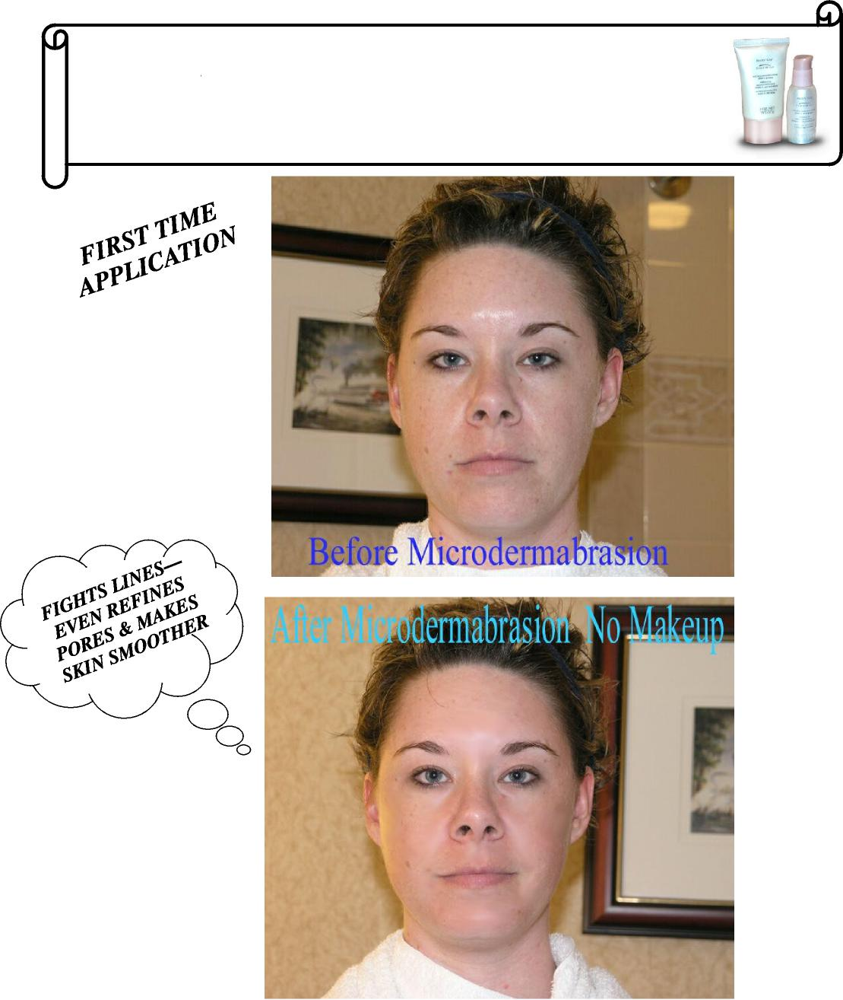 FIRST TIME
APPLICATION
Before Microdermabrasion
FIGHTS LINES—
EVEN REFINES
PORES & MAKES
SKIN SMOOTHER
After Microdermabrasion No Makeup